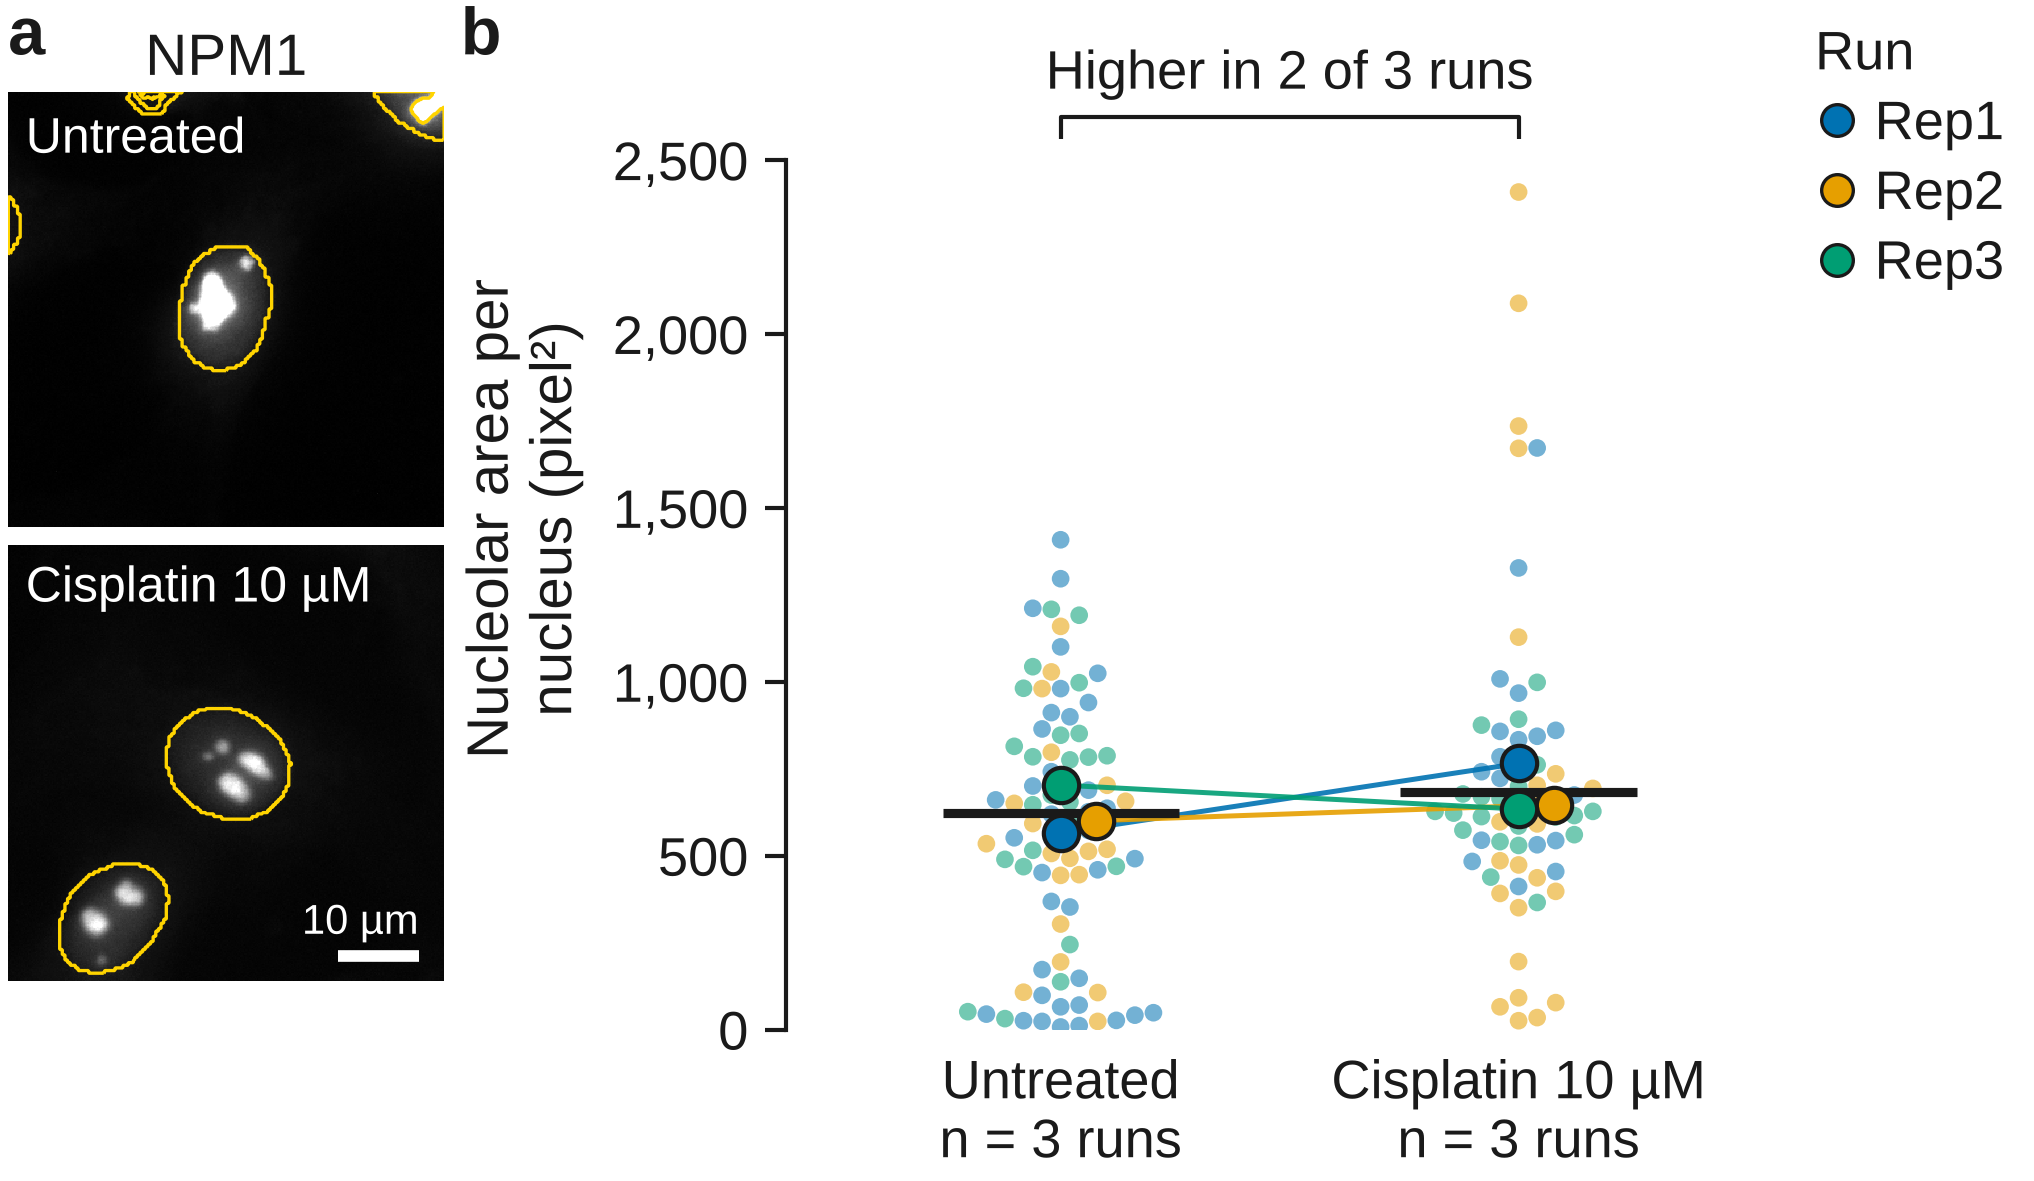 a
NPM1
Untreated
Cisplatin 10 µM
10 µm
b
Higher in 2 of 3 runs
Nucleolar area per
nucleus (pixel²)
2,500
2,000
1,500
1,000
500
0
Untreated
n = 3 runs
Cisplatin 10 µM
n = 3 runs
Run
Rep1
Rep2
Rep3